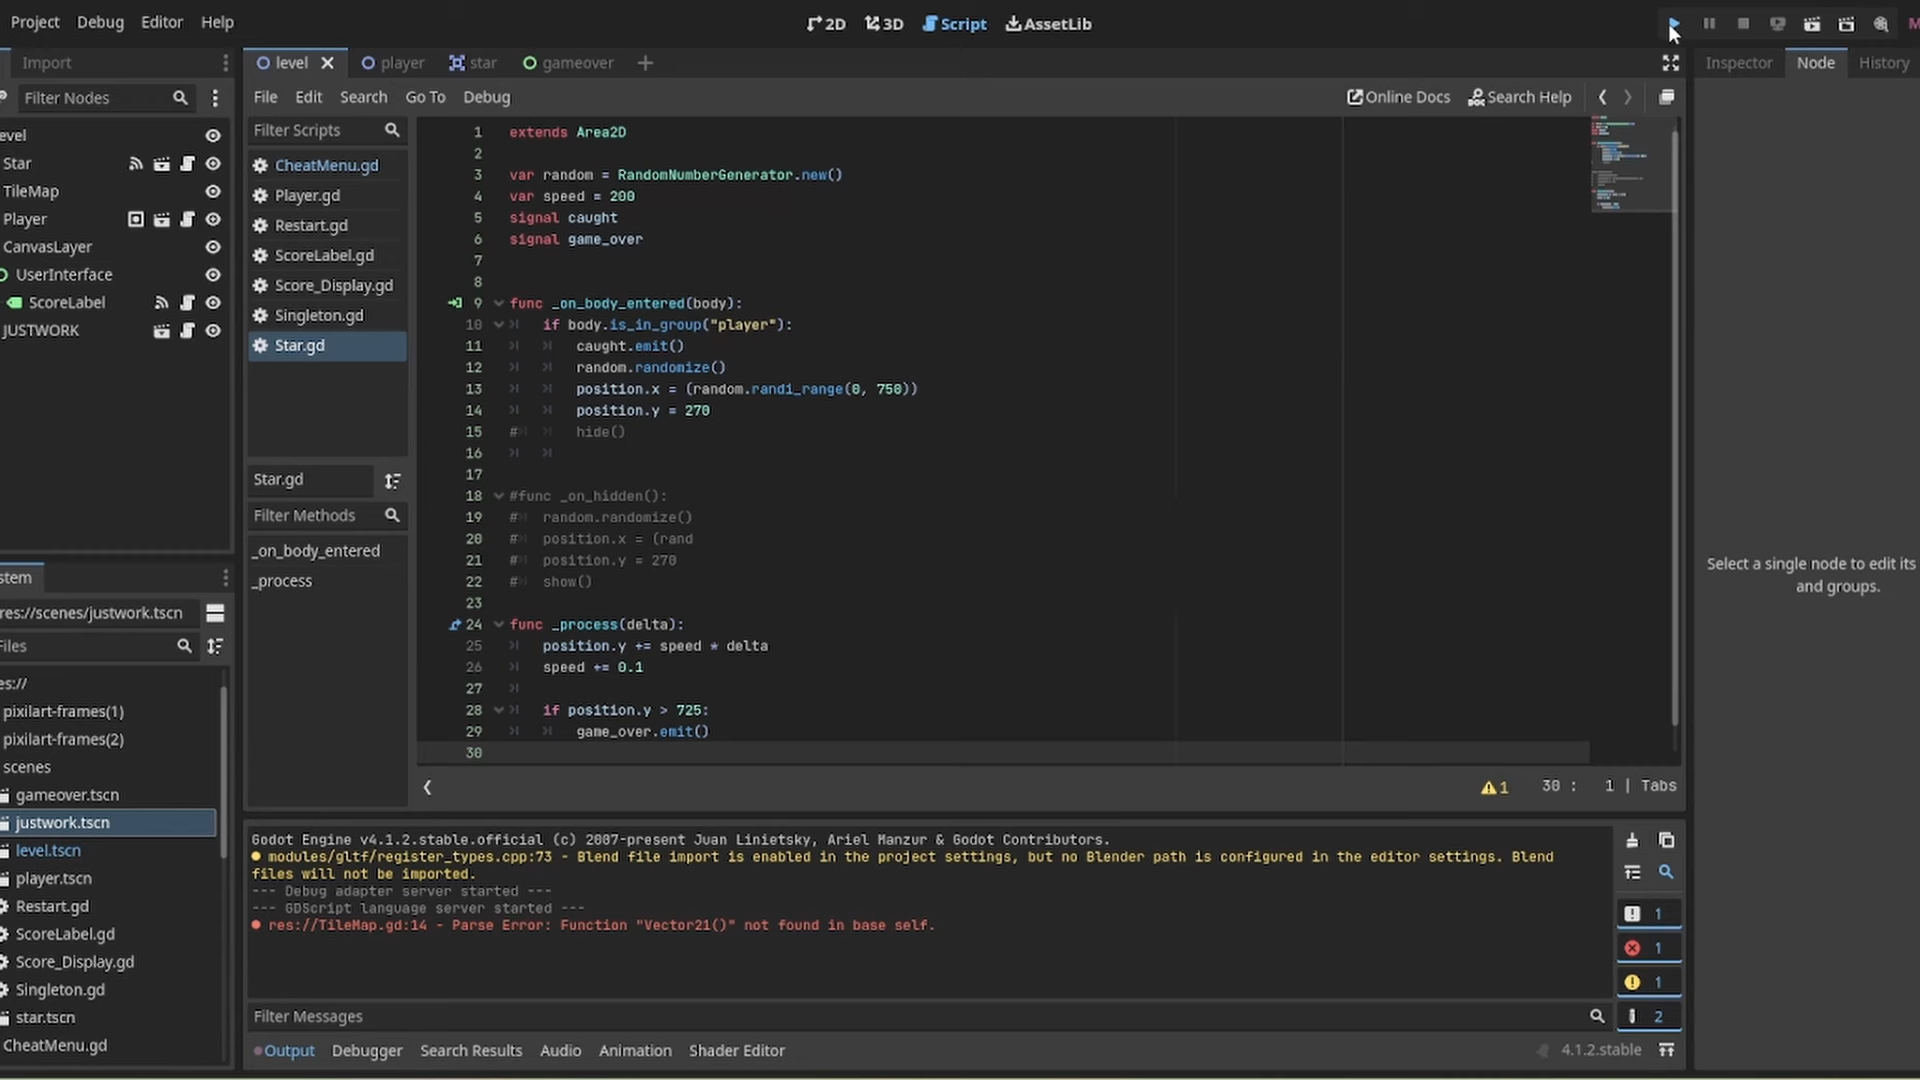 Project Debug Editor Help
2D 3D Script AssetLib
Import
level player star gameover
Inspector Node History
Filter Nodes
File Edit Search Go To Debug
Online Docs Search Help
evel
Star
TileMap
Player
CanvasLayer
UserInterface
ScoreLabel
JUSTWORK
Filter Scripts
CheatMenu.gd
Player.gd
Restart.gd
ScoreLabel.gd
Score_Display.gd
Singleton.gd
Star.gd
Star.gd
Filter Methods
_on_body_entered
_process
1 extends Area2D
2
3 var random = RandomNumberGenerator.new()
4 var speed = 200
5 signal caught
6 signal game_over
7
8
9 func _on_body_entered(body):
10 if body.is_in_group("player"):
11 caught.emit()
12 random.randomize()
13 position.x = (random.randi_range(0, 750))
14 position.y = 270
15 # hide()
16
17
18 #func _on_hidden():
19 # random.randomize()
20 # position.x = (rand
21 # position.y = 270
22 # show()
23
24 func _process(delta):
25 position.y += speed * delta
26 speed += 0.1
27
28 if position.y > 725:
29 game_over.emit()
30
1 30 : 1 | Tabs
stem
res://scenes/justwork.tscn
Files
es://
pixilart-frames(1)
pixilart-frames(2)
scenes
gameover.tscn
justwork.tscn
level.tscn
player.tscn
Restart.gd
ScoreLabel.gd
Score_Display.gd
Singleton.gd
star.tscn
CheatMenu.gd
Godot Engine v4.1.2.stable.official (c) 2007-present Juan Linietsky, Ariel Manzur & Godot Contributors.
modules/gltf/register_types.cpp:73 - Blend file import is enabled in the project settings, but no Blender path is configured in the editor settings. Blend
files will not be imported.
--- Debug adapter server started ---
--- GDScript language server started ---
res://TileMap.gd:14 - Parse Error: Function "Vector21()" not found in base self.
1
1
1
2
Filter Messages
Output Debugger Search Results Audio Animation Shader Editor
4.1.2.stable
Select a single node to edit its
and groups.